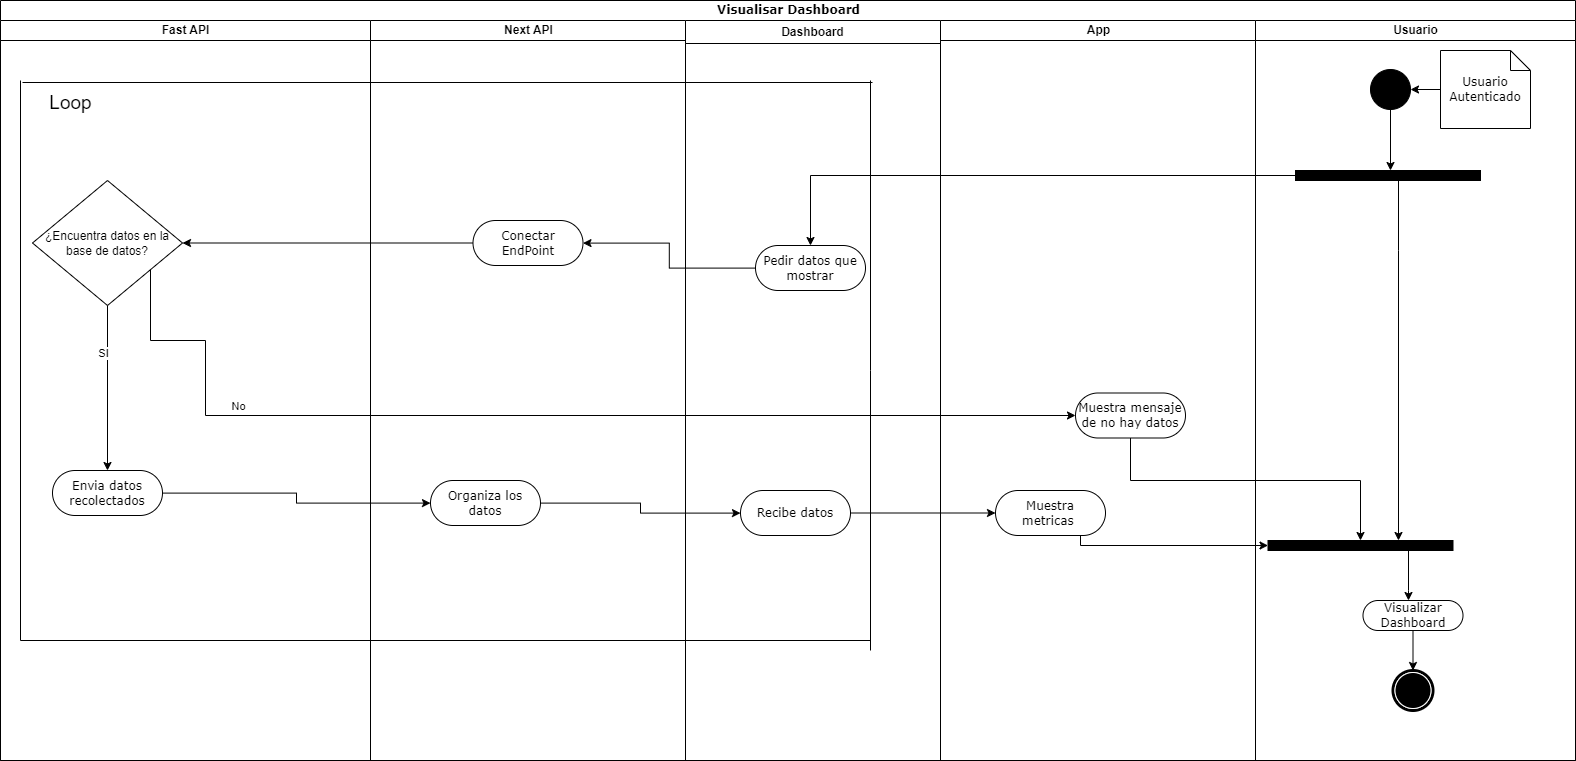 Visualisar Dashboard
Fast API
Next API
Dashboard
App
Usuario
Loop
Usuario
Autenticado
¿Encuentra datos en la
base de datos?
Conectar
EndPoint
Pedir datos que
mostrar
SI
No
Muestra mensaje
de no hay datos
Envia datos
recolectados
Organiza los
datos
Recibe datos
Muestra
metricas
Visualizar
Dashboard